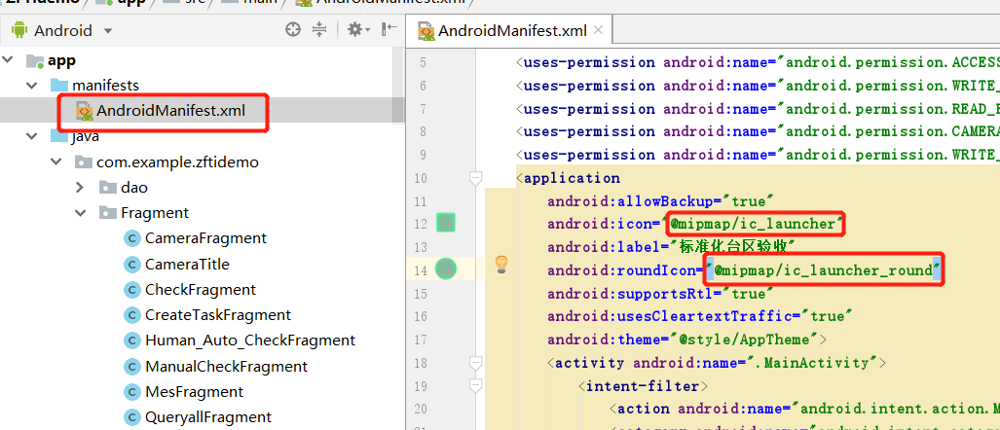 app
main
AndroidManifest.xml
Android
app
manifests
AndroidManifest.xml
java
com.example.zftidemo
dao
Fragment
CameraFragment
CameraTitle
CheckFragment
CreateTaskFragment
Human_Auto_CheckFragment
ManualCheckFragment
MesFragment
QueryallFragment
AndroidManifest.xml
5 <uses-permission android:name="android.permission.ACCESS
6 <uses-permission android:name="android.permission.WRITE_
7 <uses-permission android:name="android.permission.READ_
8 <uses-permission android:name="android.permission.CAMERA
9 <uses-permission android:name="android.permission.WRITE_
10 <application
11 android:allowBackup="true"
12 android:icon="@mipmap/ic_launcher"
13 android:label="标准化台区验收"
14 android:roundIcon="@mipmap/ic_launcher_round"
15 android:supportsRtl="true"
16 android:usesCleartextTraffic="true"
17 android:theme="@style/AppTheme">
18 <activity android:name=".MainActivity">
19 <intent-filter>
20 <action android:name="android.intent.action.M